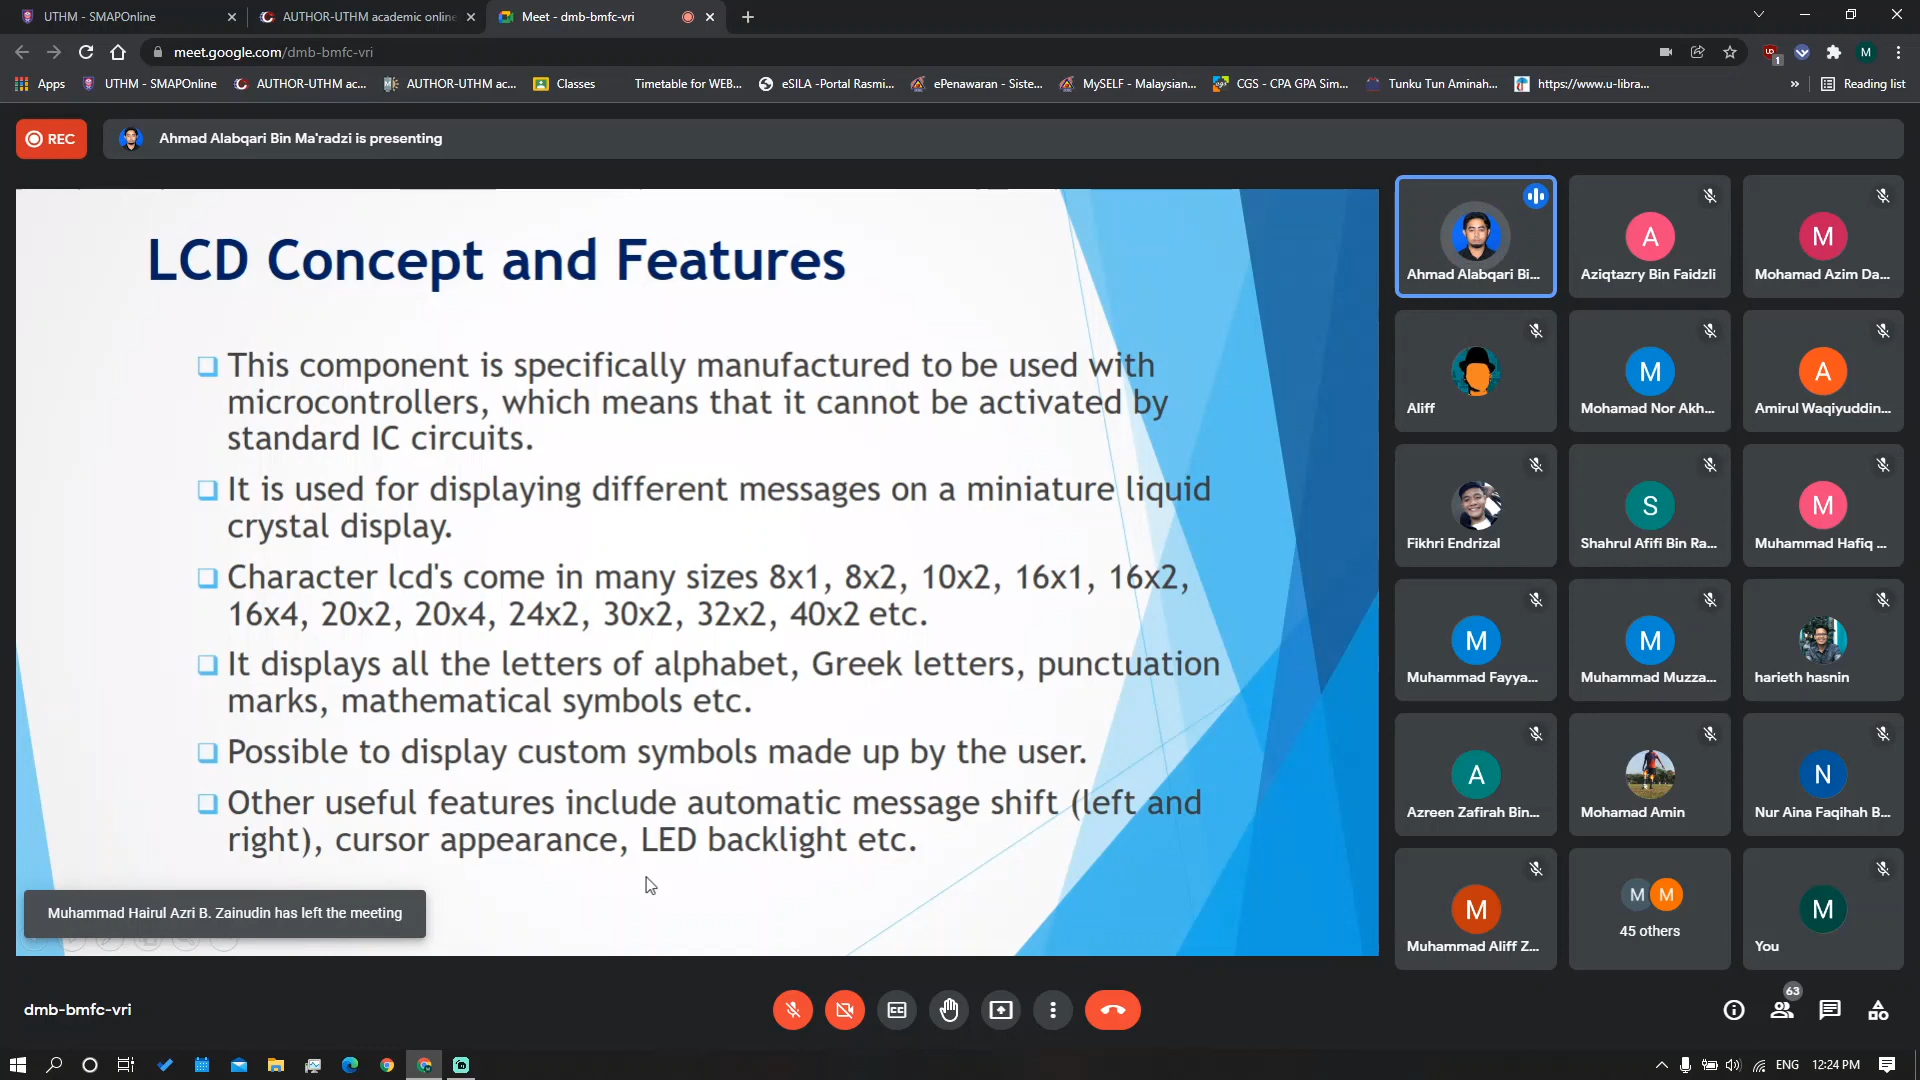 UTHM - SMAPOnline
AUTHOR-UTHM academic online
Meet - dmb-bmfc-vri
meet.google.com/dmb-bmfc-vri
1
M
Apps
UTHM - SMAPOnline
AUTHOR-UTHM ac...
AUTHOR-UTHM ac...
Classes
Timetable for WEB...
eSILA -Portal Rasmi...
ePenawaran - Siste...
MySELF - Malaysian...
CGS - CPA GPA Sim...
Tunku Tun Aminah...
https://www.u-libra...
»
Reading list
REC
Ahmad Alabqari Bin Ma'radzi is presenting
LCD Concept and Features
This component is specifically manufactured to be used with
microcontrollers, which means that it cannot be activated by
standard IC circuits.
It is used for displaying different messages on a miniature liquid
crystal display.
Character lcd's come in many sizes 8x1, 8x2, 10x2, 16x1, 16x2,
16x4, 20x2, 20x4, 24x2, 30x2, 32x2, 40x2 etc.
It displays all the letters of alphabet, Greek letters, punctuation
marks, mathematical symbols etc.
Possible to display custom symbols made up by the user.
Other useful features include automatic message shift (left and
right), cursor appearance, LED backlight etc.
Muhammad Hairul Azri B. Zainudin has left the meeting
Ahmad Alabqari Bi...
A
Aziqtazry Bin Faidzli
M
Mohamad Azim Da...
Aliff
M
Mohamad Nor Akh...
A
Amirul Waqiyuddin...
Fikhri Endrizal
S
Shahrul Afifi Bin Ra...
M
Muhammad Hafiq ...
M
Muhammad Fayya...
M
Muhammad Muzza...
harieth hasnin
A
Azreen Zafirah Bin...
Mohamad Amin
N
Nur Aina Faqihah B...
M
Muhammad Aliff Z...
M M
45 others
M
You
dmb-bmfc-vri
63
ENG
12:24 PM